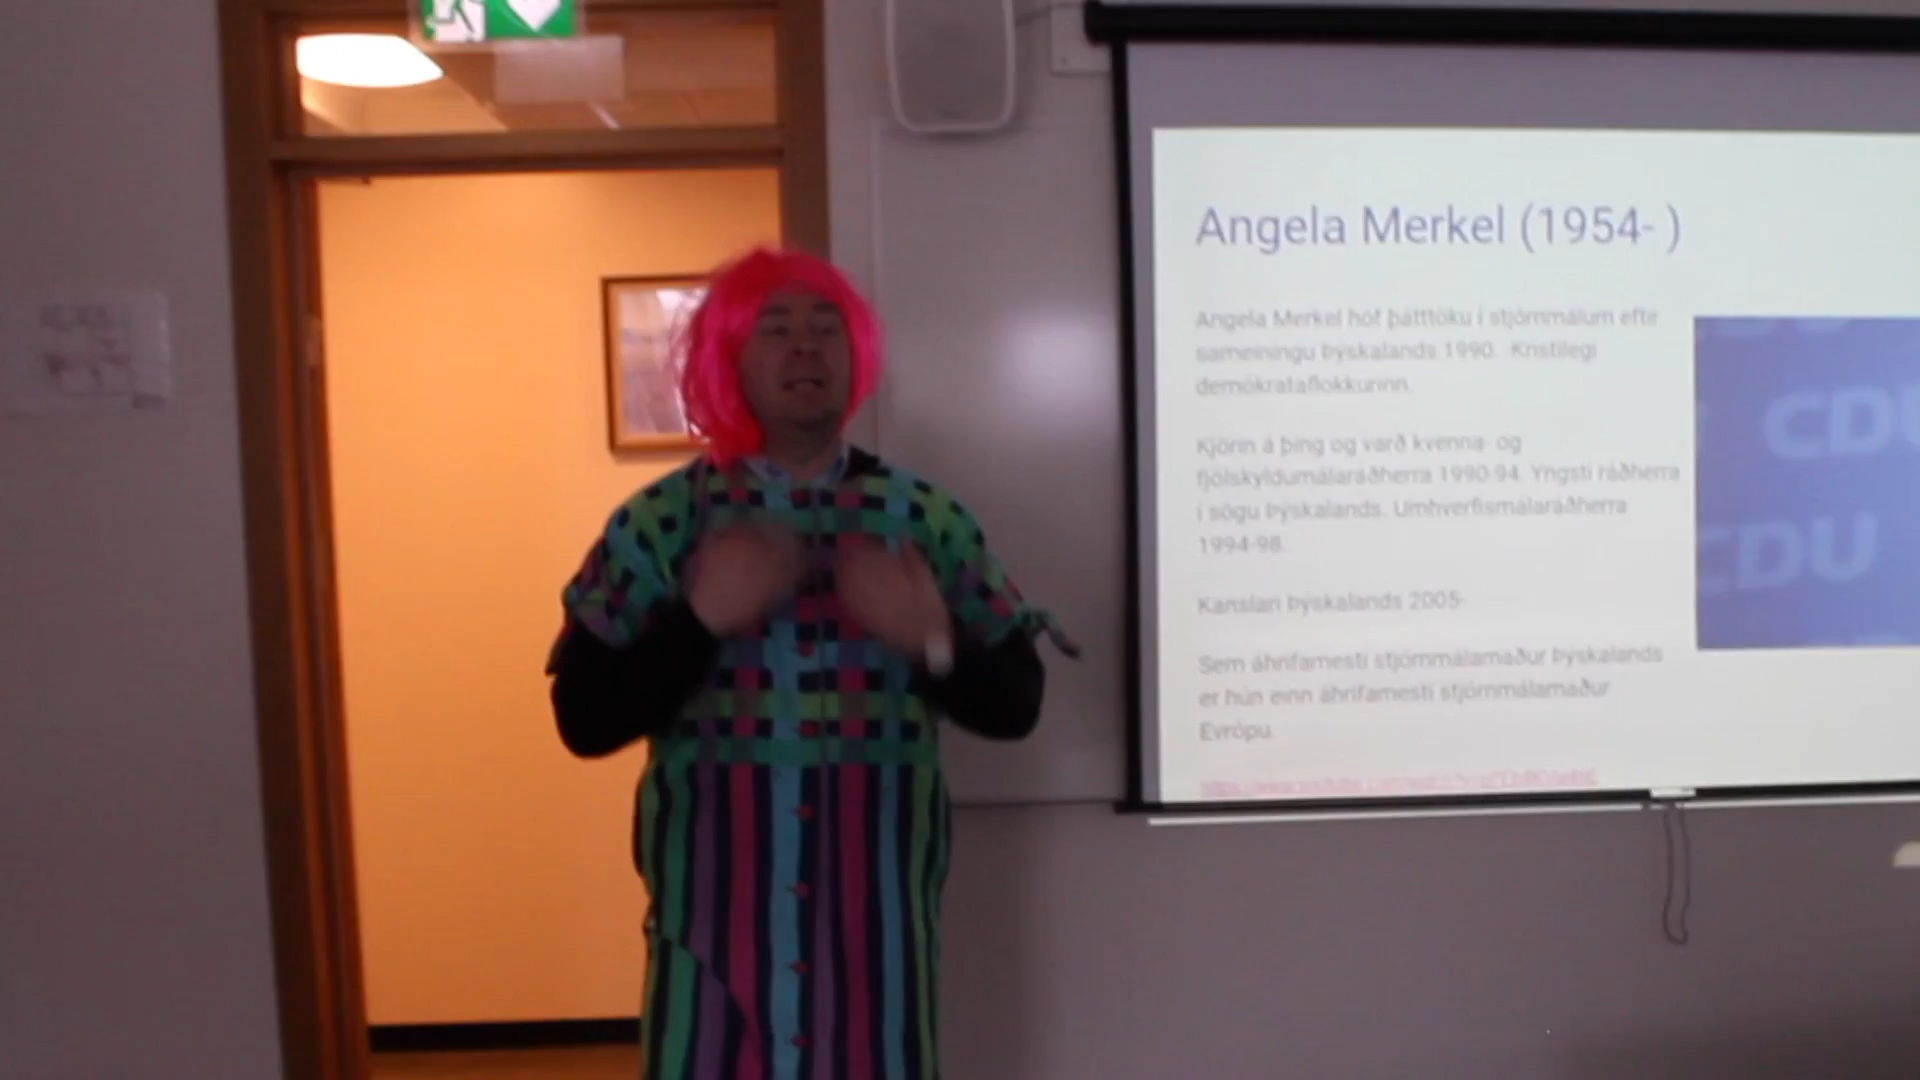 Angela Merkel (1954- )
Angela Merkel hóf þátttöku í stjórnmálum eftir
sameiningu Þýskalands 1990. Kristilegi
demókrataflokkurinn.
Kjörin á þing og varð kvenna- og
fjölskyldumálaráðherra 1990-94. Yngsti ráðherra
í sögu Þýskalands. Umhverfismálaráðherra
1994-98.
Kanslari Þýskalands 2005-
Sem áhrifamesti stjórnmálamaður Þýskalands
er hún einn áhrifamesti stjórnmálamaður
Evrópu.
CDU
CDU